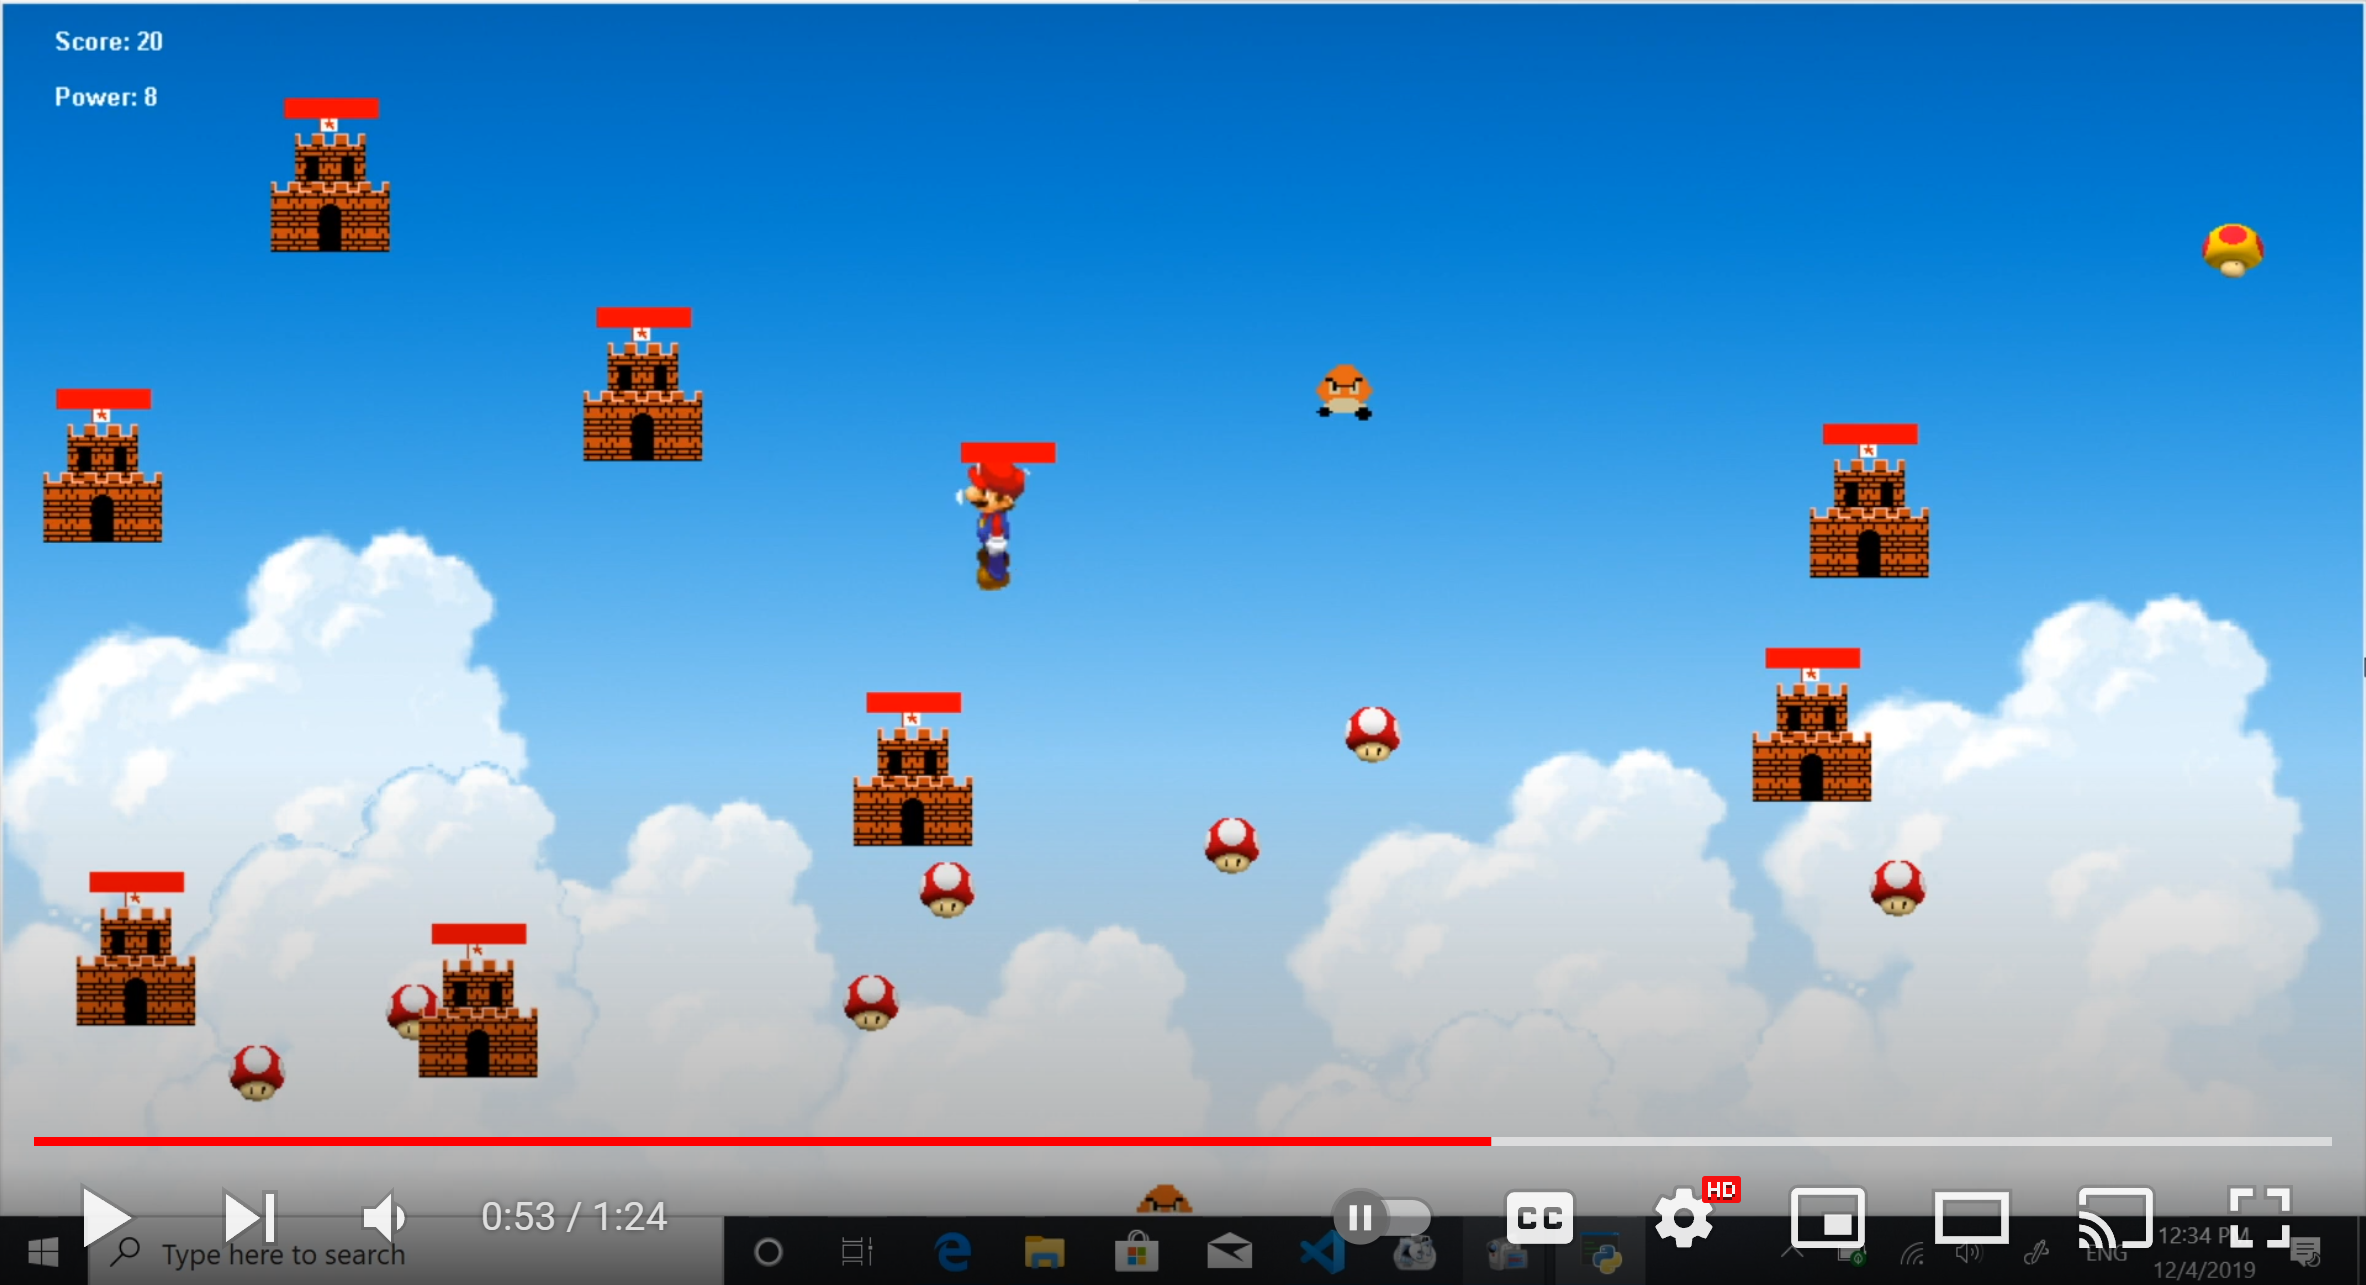 Score: 20
Power: 8
HD
0:53 / 1:24
CC
Type here to search
ENG
12:34 PM
12/4/2019